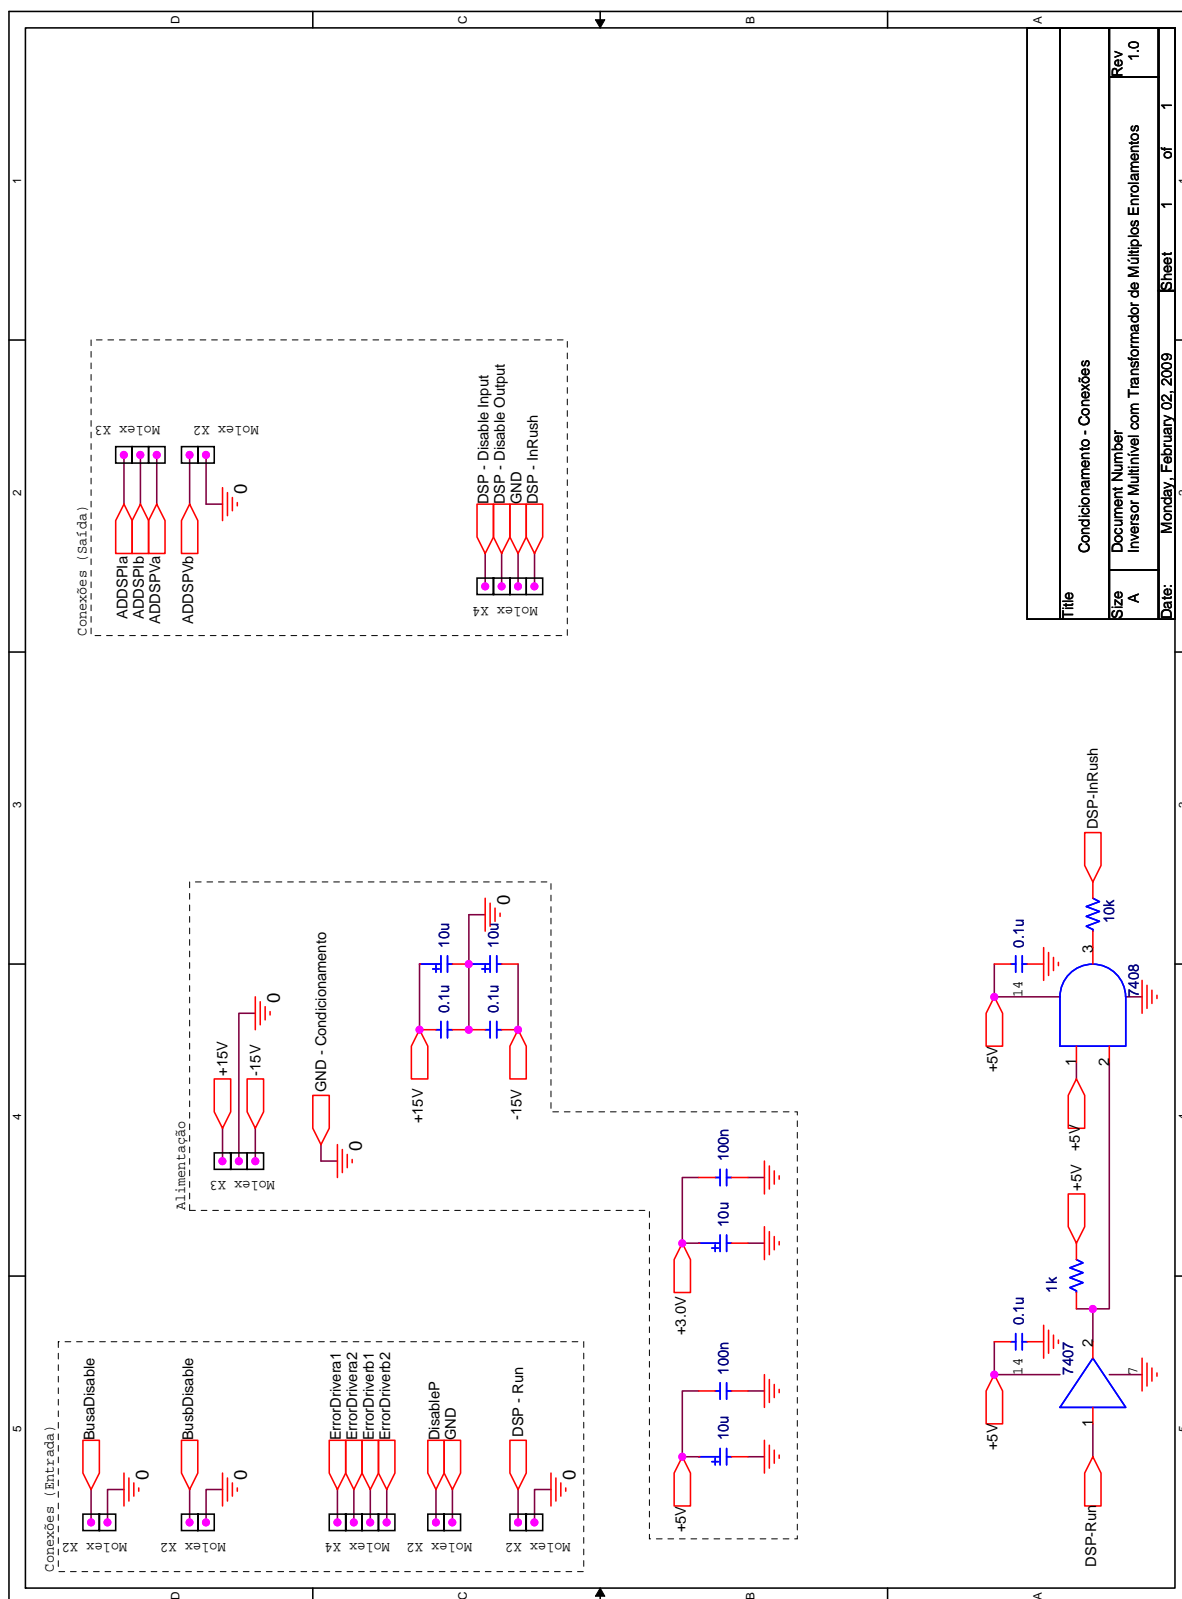 D
C
B
A
1
2
3
4
5
Conexões (Entrada)
BusaDisable
Molex X2
0
BusbDisable
Molex X2
0
ErrorDrivera1
ErrorDrivera2
ErrorDriverb1
ErrorDriverb2
Molex X4
DisableP
GND
Molex X2
DSP - Run
Molex X2
0
Alimentação
+15V
-15V
Molex X3
0
GND - Condicionamento
0
+15V
0.1u
10u
0
0.1u
10u
-15V
+5V
10u
100n
+3.0V
10u
100n
Conexões (Saída)
ADDSPIa
ADDSPIb
ADDSPVa
Molex X3
ADDSPVb
Molex X2
0
Molex X4
DSP - Disable Input
DSP - Disable Output
GND
DSP - InRush
DSP-Run
1
+5V
14
0.1u
7407
2
7
1k
+5V
+5V
1
2
+5V
14
0.1u
7408
3
10k
DSP-InRush
Title
Condicionamento - Conexões
Size
A
Document Number
Inversor Multinível com Transformador de Múltiplos Enrolamentos
Rev
1.0
Date:
Monday, February 02, 2009
Sheet
1
of
1
D
C
B
A